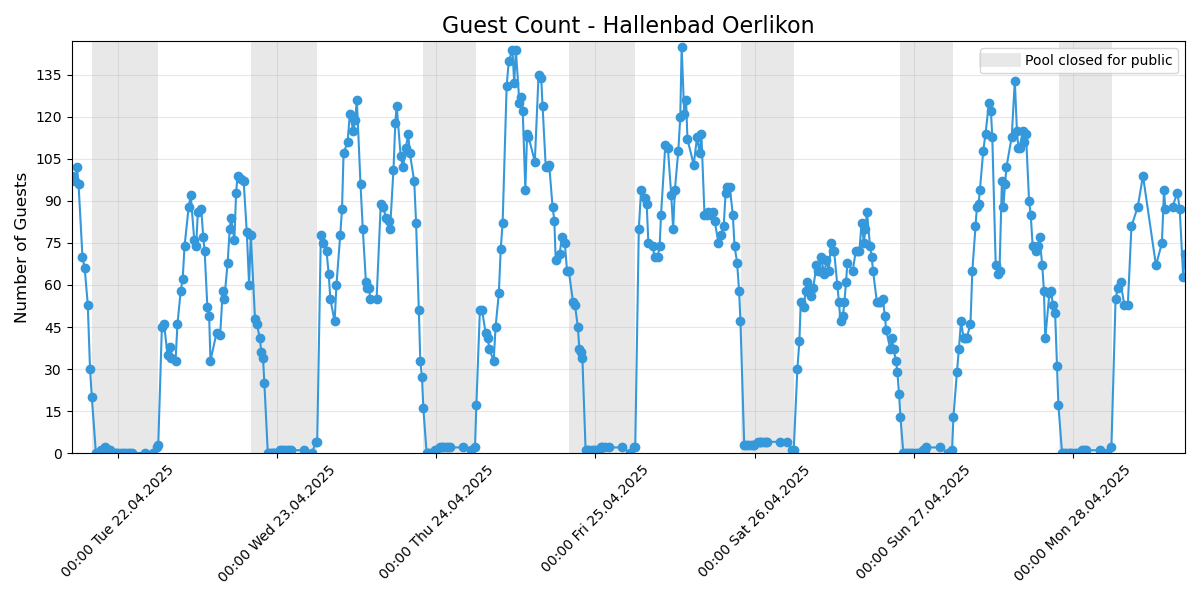 Guest Count - Hallenbad Oerlikon
Pool closed for public
Number of Guests
135
120
105
90
75
60
45
30
15
0
00:00 Tue 22.04.2025
00:00 Wed 23.04.2025
00:00 Thu 24.04.2025
00:00 Fri 25.04.2025
00:00 Sat 26.04.2025
00:00 Sun 27.04.2025
00:00 Mon 28.04.2025